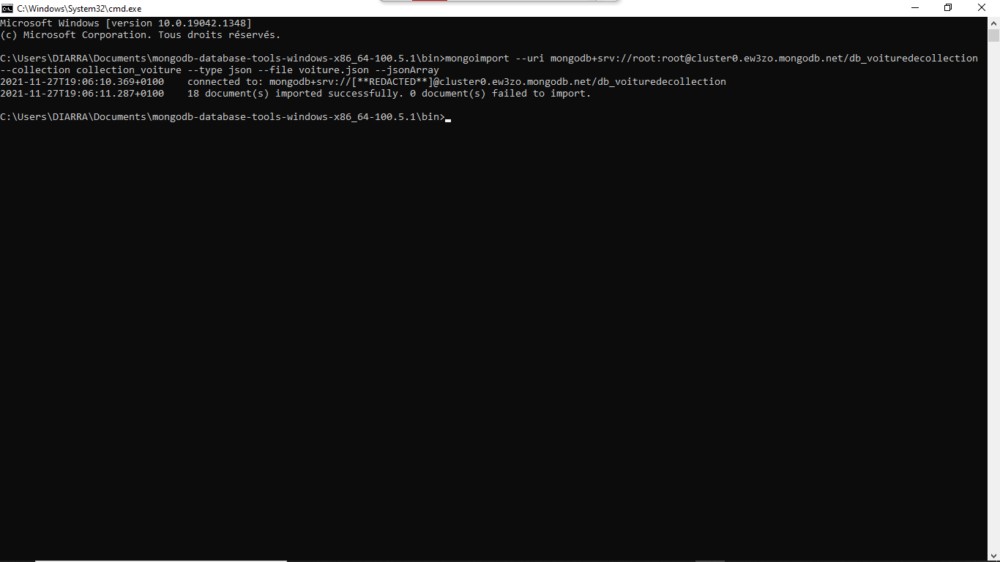 C:\Windows\System32\cmd.exe
Microsoft Windows [version 10.0.19042.1348]
(c) Microsoft Corporation. Tous droits réservés.
C:\Users\DIARRA\Documents\mongodb-database-tools-windows-x86_64-100.5.1\bin>mongoimport --uri mongodb+srv://root:root@cluster0.ew3zo.mongodb.net/db_voituredecollection
--collection collection_voiture --type json --file voiture.json --jsonArray
2021-11-27T19:06:10.369+0100    connected to: mongodb+srv://[**REDACTED**]@cluster0.ew3zo.mongodb.net/db_voituredecollection
2021-11-27T19:06:11.287+0100    18 document(s) imported successfully. 0 document(s) failed to import.
C:\Users\DIARRA\Documents\mongodb-database-tools-windows-x86_64-100.5.1\bin>